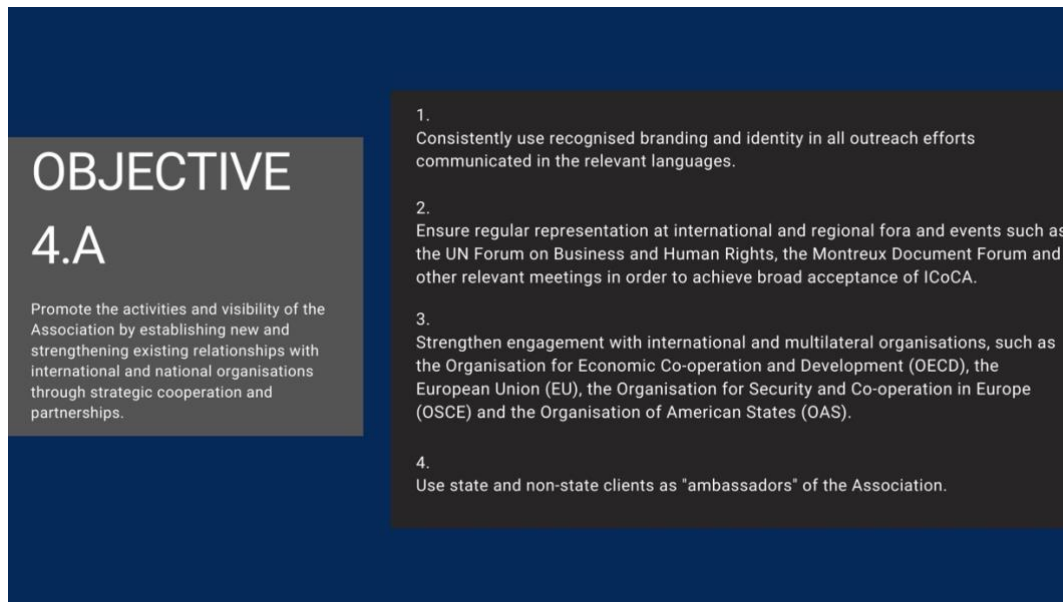 OBJECTIVE
4.A
Promote the activities and visibility of the
Association by establishing new and
strengthening existing relationships with
international and national organisations
through strategic cooperation and
partnerships.
1.
Consistently use recognised branding and identity in all outreach efforts
communicated in the relevant languages.
2.
Ensure regular representation at international and regional fora and events such as
the UN Forum on Business and Human Rights, the Montreux Document Forum and
other relevant meetings in order to achieve broad acceptance of ICoCA.
3.
Strengthen engagement with international and multilateral organisations, such as
the Organisation for Economic Co-operation and Development (OECD), the
European Union (EU), the Organisation for Security and Co-operation in Europe
(OSCE) and the Organisation of American States (OAS).
4.
Use state and non-state clients as "ambassadors" of the Association.